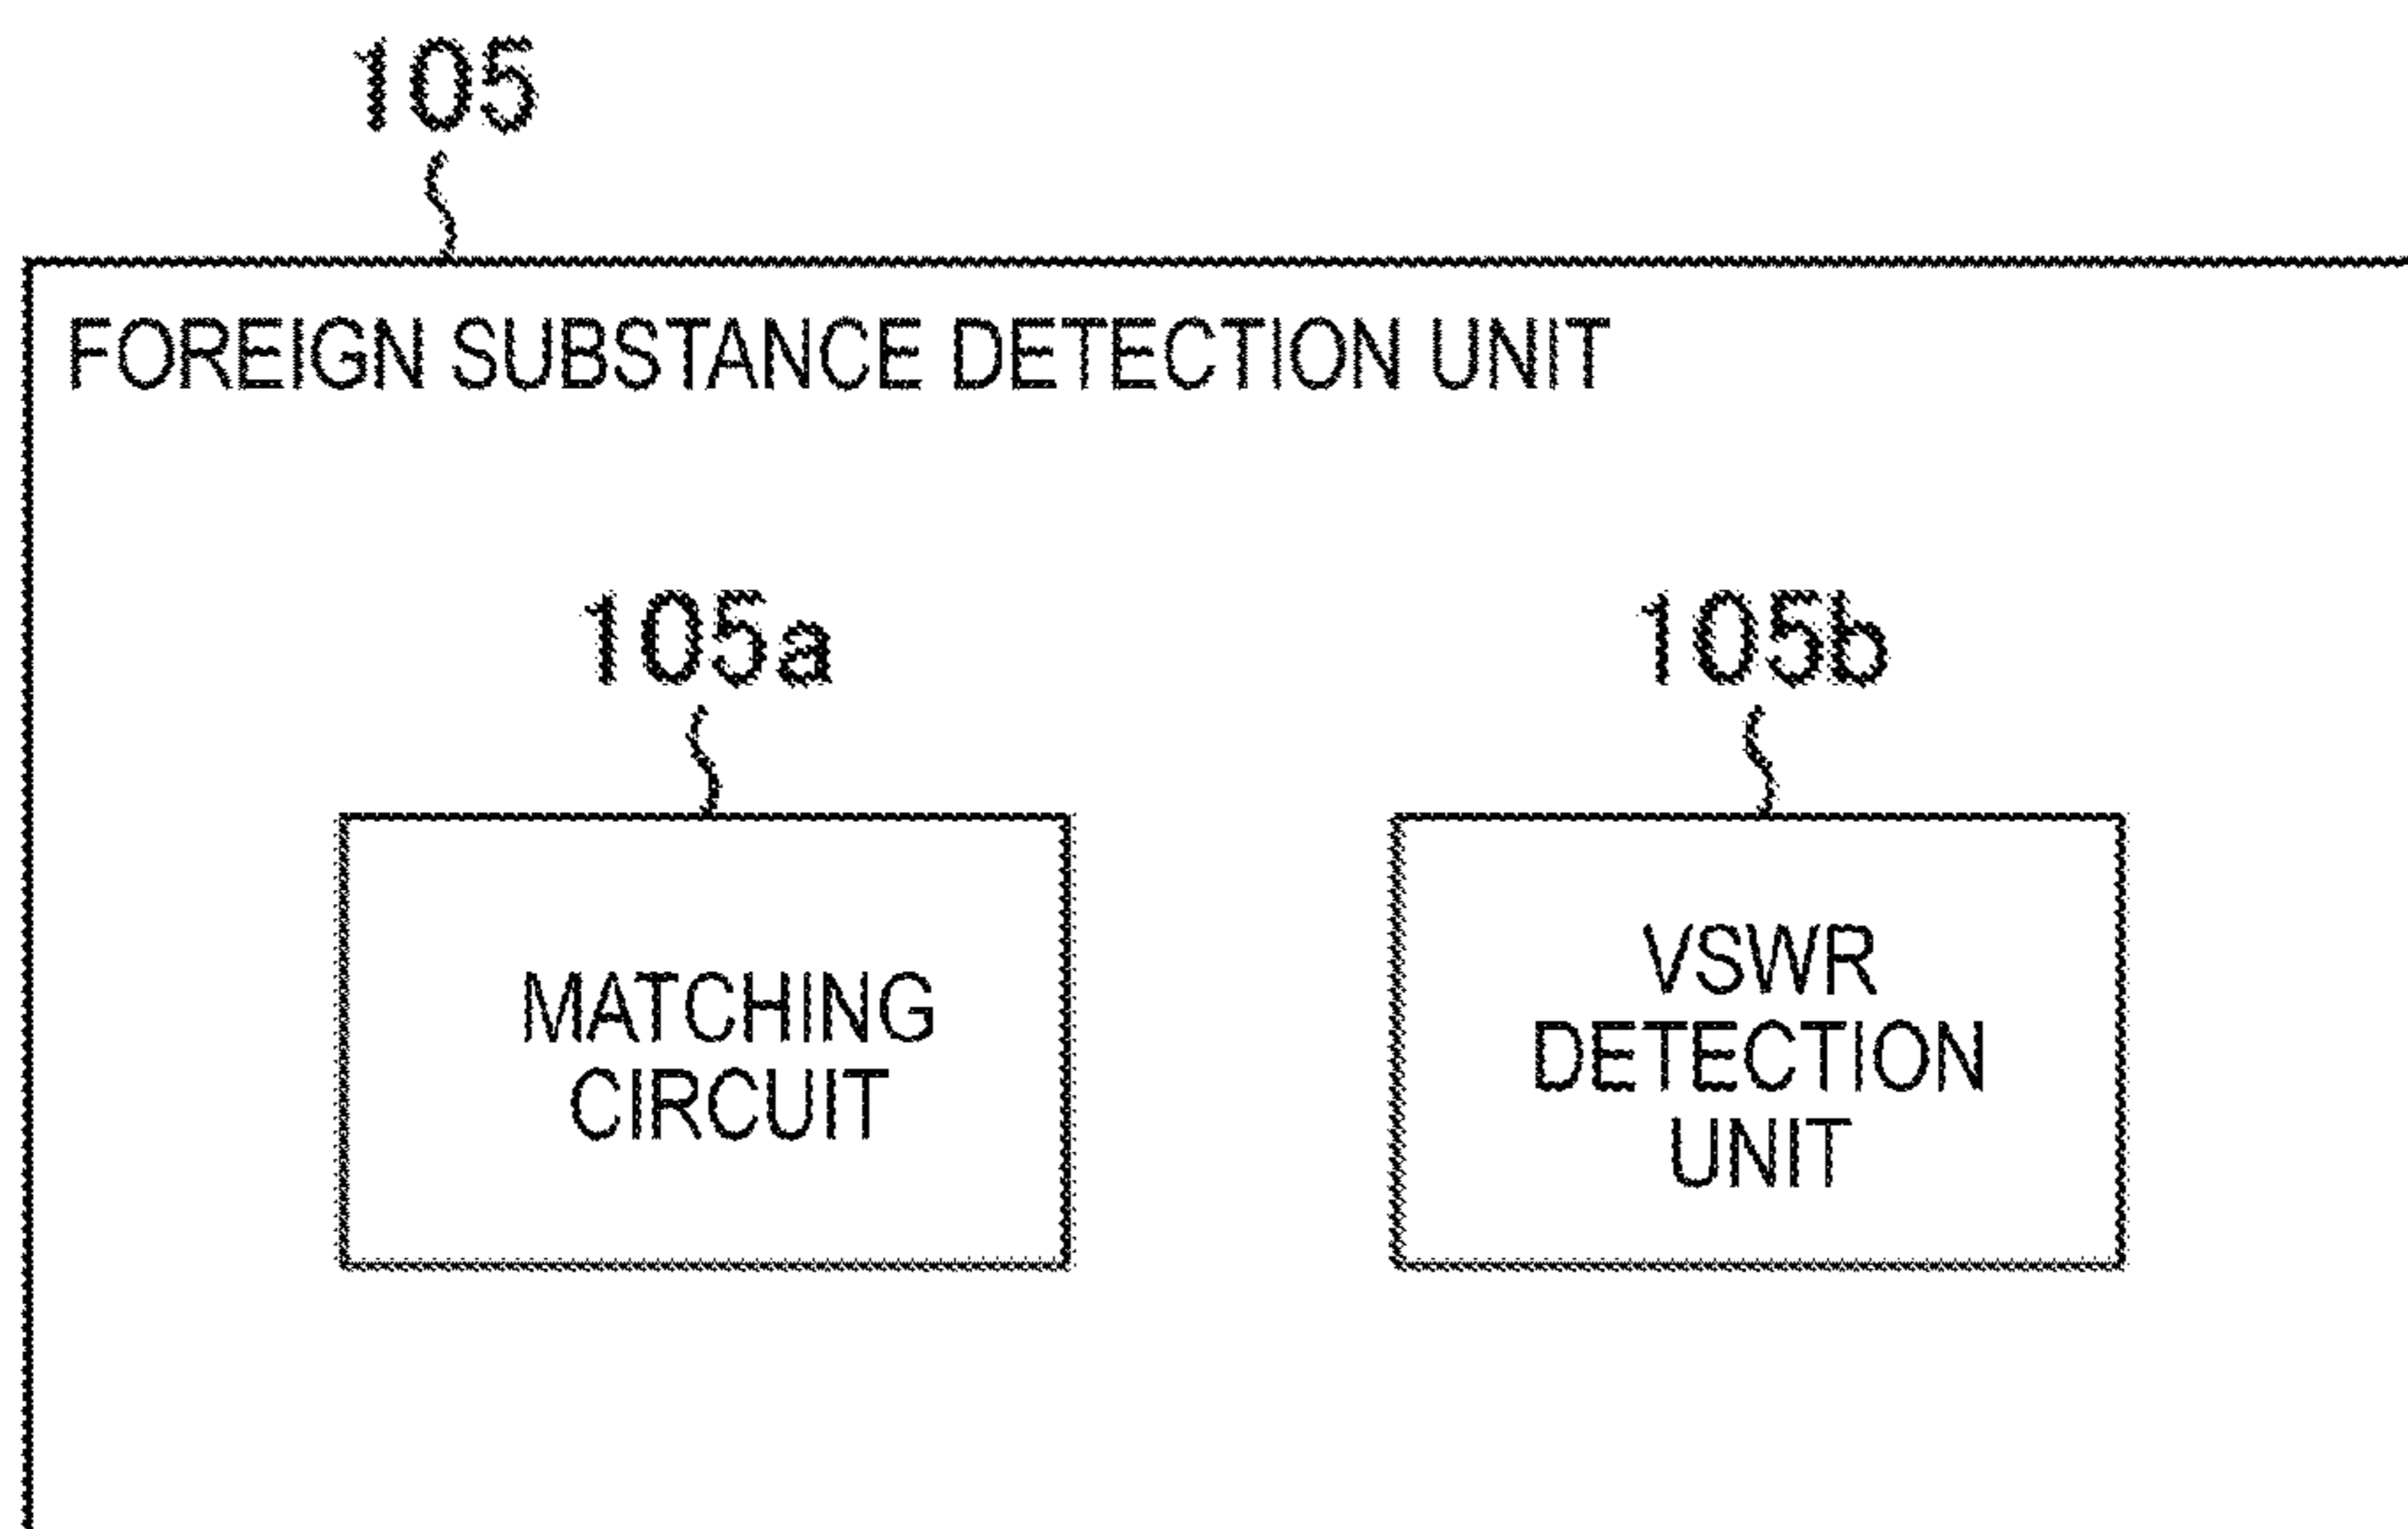 105
FOREIGN SUBSTANCE DETECTION UNIT
105a
105b
MATCHING
CIRCUIT
VSWR
DETECTION
UNIT